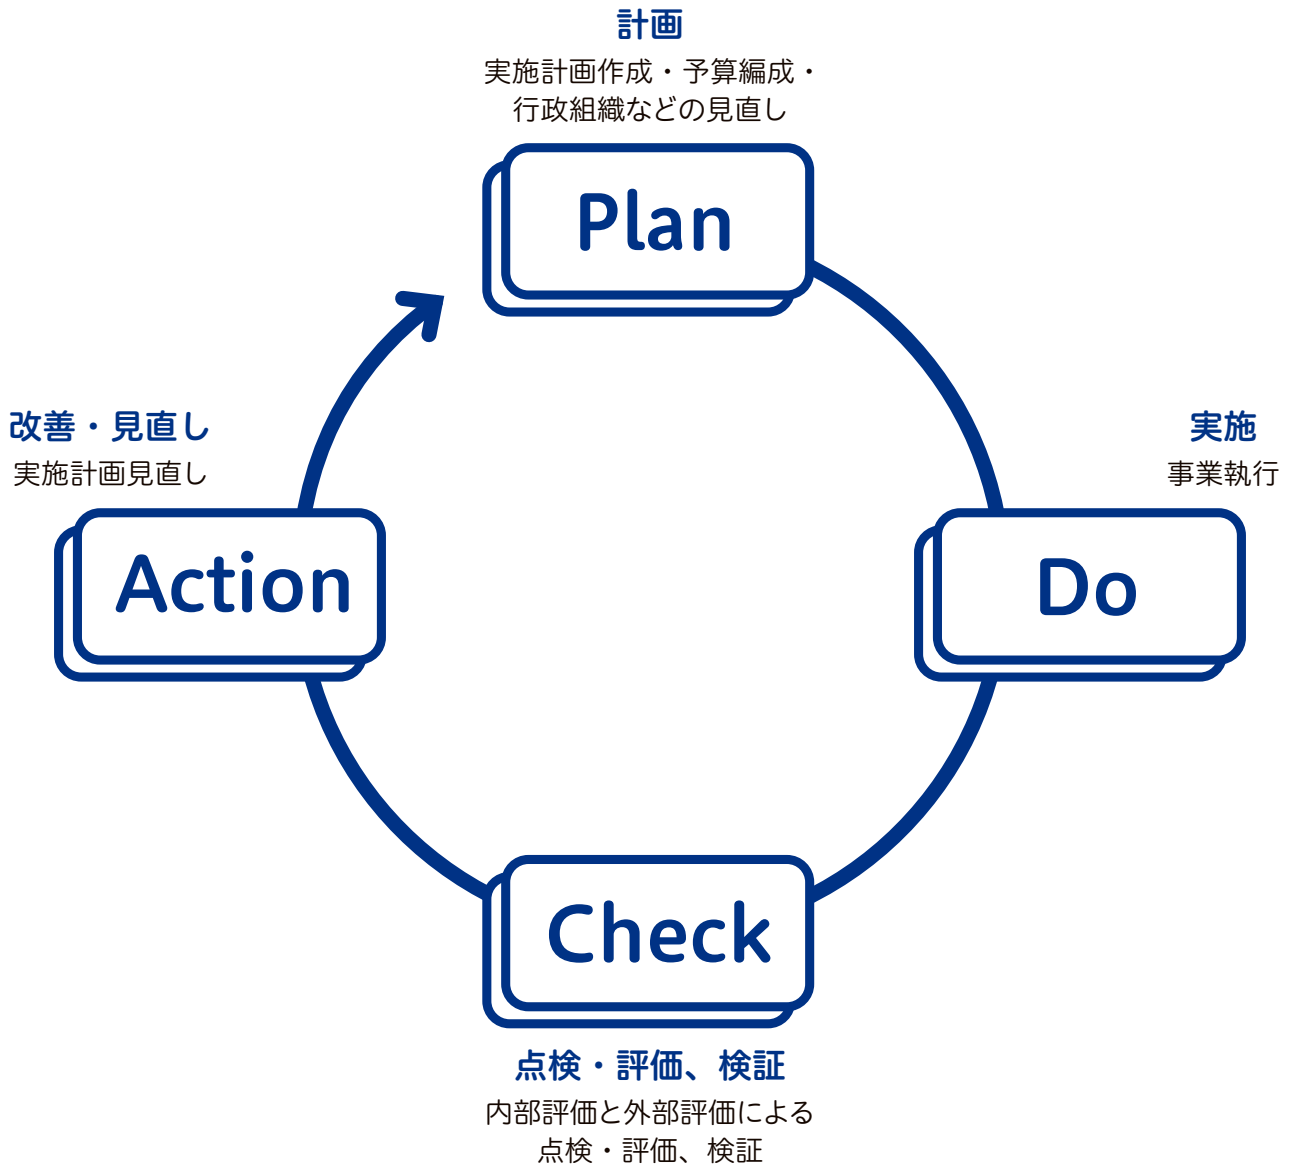 計画
実施計画作成・予算編成・
行政組織などの見直し
Plan
改善・見直し
実施計画見直し
Action
実施
事業執行
Do
Check
点検・評価、検証
内部評価と外部評価による
点検・評価、検証